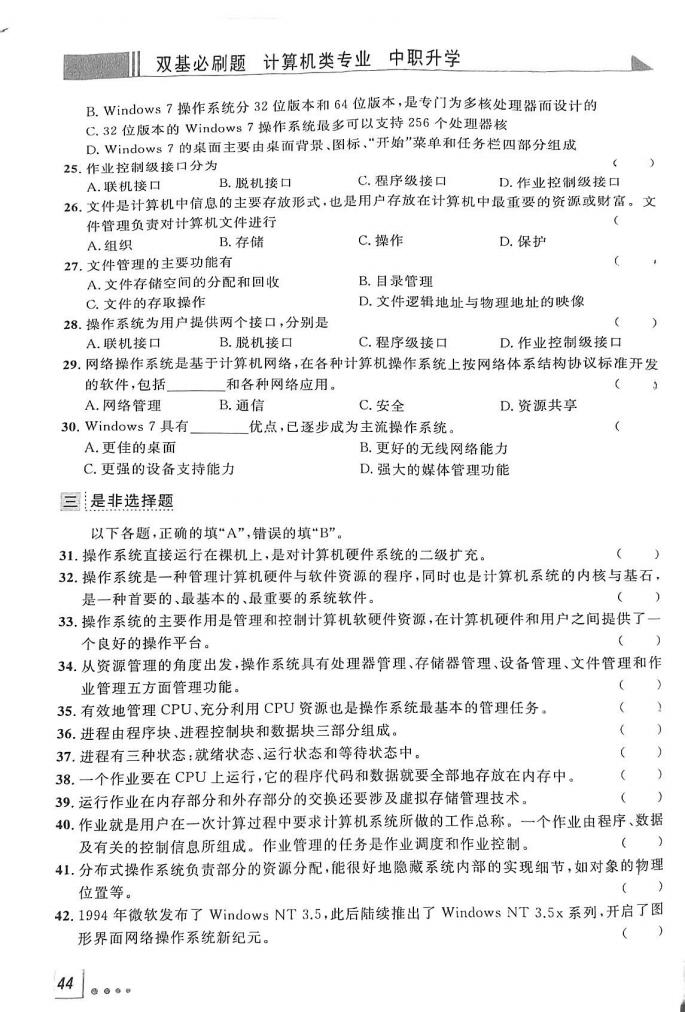 双基必刷题 计算机类专业 中职升学
B. Windows 7 操作系统分 32 位版本和 64 位版本,是专门为多核处理器而设计的
C. 32 位版本的 Windows 7 操作系统最多可以支持 256 个处理器核
D. Windows 7 的桌面主要由桌面背景、图标、“开始”菜单和任务栏四部分组成
25. 作业控制级接口分为 ( )
A. 联机接口 B. 脱机接口 C. 程序级接口 D. 作业控制级接口
26. 文件是计算机中信息的主要存放形式,也是用户存放在计算机中最重要的资源或财富。文
件管理负责对计算机文件进行 (
A. 组织 B. 存储 C. 操作 D. 保护
27. 文件管理的主要功能有 (
A. 文件存储空间的分配和回收 B. 目录管理
C. 文件的存取操作 D. 文件逻辑地址与物理地址的映像
28. 操作系统为用户提供两个接口,分别是 ( )
A. 联机接口 B. 脱机接口 C. 程序级接口 D. 作业控制级接口
29. 网络操作系统是基于计算机网络,在各种计算机操作系统上按网络体系结构协议标准开发
的软件,包括________和各种网络应用。 ( )
A. 网络管理 B. 通信 C. 安全 D. 资源共享
30. Windows 7 具有________优点,已逐步成为主流操作系统。 (
A. 更佳的桌面 B. 更好的无线网络能力
C. 更强的设备支持能力 D. 强大的媒体管理功能
三 是非选择题
以下各题,正确的填“A”,错误的填“B”。
31. 操作系统直接运行在裸机上,是对计算机硬件系统的二级扩充。 ( )
32. 操作系统是一种管理计算机硬件与软件资源的程序,同时也是计算机系统的内核与基石,
是一种首要的、最基本的、最重要的系统软件。 ( )
33. 操作系统的主要作用是管理和控制计算机软硬件资源,在计算机硬件和用户之间提供了一
个良好的操作平台。 ( )
34. 从资源管理的角度出发,操作系统具有处理器管理、存储器管理、设备管理、文件管理和作
业管理五方面管理功能。 ( )
35. 有效地管理 CPU、充分利用 CPU 资源也是操作系统最基本的管理任务。 ( )
36. 进程由程序块、进程控制块和数据块三部分组成。 ( )
37. 进程有三种状态:就绪状态、运行状态和等待状态中。 ( )
38. 一个作业要在 CPU 上运行,它的程序代码和数据就要全部地存放在内存中。 ( )
39. 运行作业在内存部分和外存部分的交换还要涉及虚拟存储管理技术。 ( )
40. 作业就是用户在一次计算过程中要求计算机系统所做的工作总称。一个作业由程序、数据
及有关的控制信息所组成。作业管理的任务是作业调度和作业控制。 ( )
41. 分布式操作系统负责部分的资源分配,能很好地隐藏系统内部的实现细节,如对象的物理
位置等。 ( )
42. 1994 年微软发布了 Windows NT 3.5,此后陆续推出了 Windows NT 3.5x 系列,开启了图
形界面网络操作系统新纪元。 ( )
44